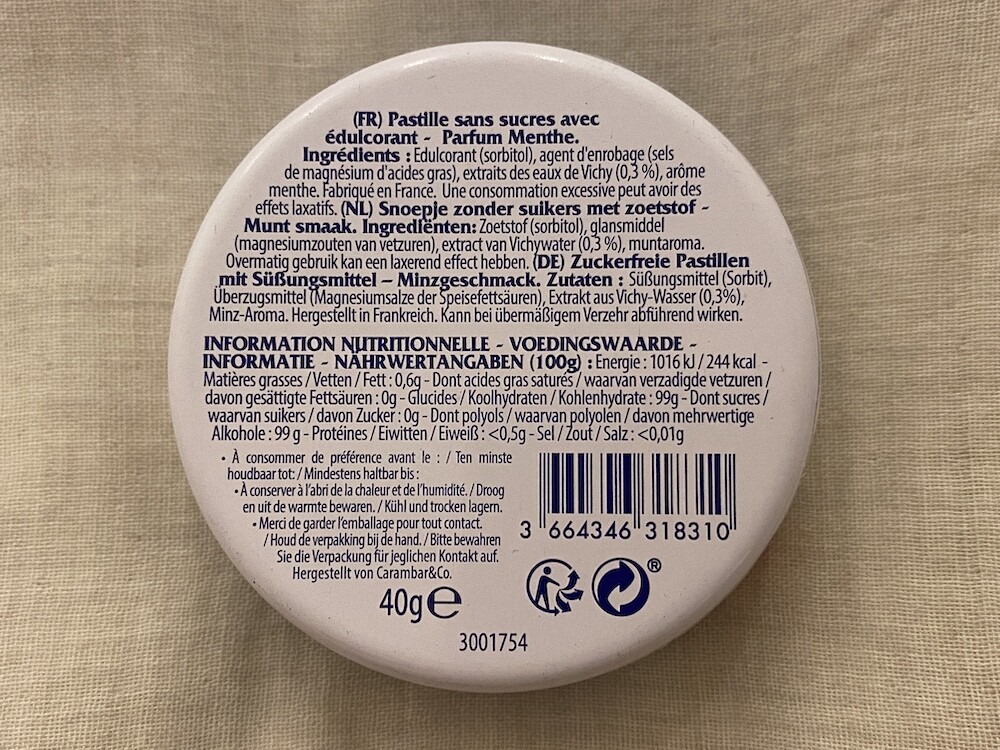 (FR) Pastille sans sucres avec
édulcorant - Parfum Menthe.
Ingrédients : Edulcorant (sorbitol), agent d'enrobage (sels
de magnésium d'acides gras), extraits des eaux de Vichy (0,3 %), arôme
menthe. Fabriqué en France. Une consommation excessive peut avoir des
effets laxatifs. (NL) Snoepje zonder suikers met zoetstof -
Munt smaak. Ingrediënten: Zoetstof (sorbitol), glansmiddel
(magnesiumzouten van vetzuren), extract van Vichywater (0,3 %), muntaroma.
Overmatig gebruik kan een laxerend effect hebben. (DE) Zuckerfreie Pastillen
mit Süßungsmittel – Minzgeschmack. Zutaten : Süßungsmittel (Sorbit),
Überzugsmittel (Magnesiumsalze der Speisefettsäuren), Extrakt aus Vichy-Wasser (0,3%),
Minz-Aroma. Hergestellt in Frankreich. Kann bei übermäßigem Verzehr abführend wirken.
INFORMATION NUTRITIONNELLE - VOEDINGSWAARDE -
INFORMATIE - NÄHRWERTANGABEN (100g) : Energie : 1016 kJ / 244 kcal -
Matières grasses / Vetten / Fett : 0,6g - Dont acides gras saturés / waarvan verzadigde vetzuren /
davon gesättigte Fettsäuren : 0g - Glucides / Koolhydraten / Kohlenhydrate : 99g - Dont sucres /
waarvan suikers / davon Zucker : 0g - Dont polyols / waarvan polyolen / davon mehrwertige
Alkohole : 99 g - Protéines / Eiwitten / Eiweiß : <0,5g - Sel / Zout / Salz : <0,01g
• À consommer de préférence avant le : / Ten minste
houdbaar tot: / Mindestens haltbar bis :
• À conserver à l'abri de la chaleur et de l'humidité. / Droog
en uit de warmte bewaren. / Kühl und trocken lagern.
• Merci de garder l'emballage pour tout contact.
/ Houd de verpakking bij de hand. / Bitte bewahren
Sie die Verpackung für jeglichen Kontakt auf.
Hergestellt von Carambar&Co.
3 664346 318310
®
40g e
3001754